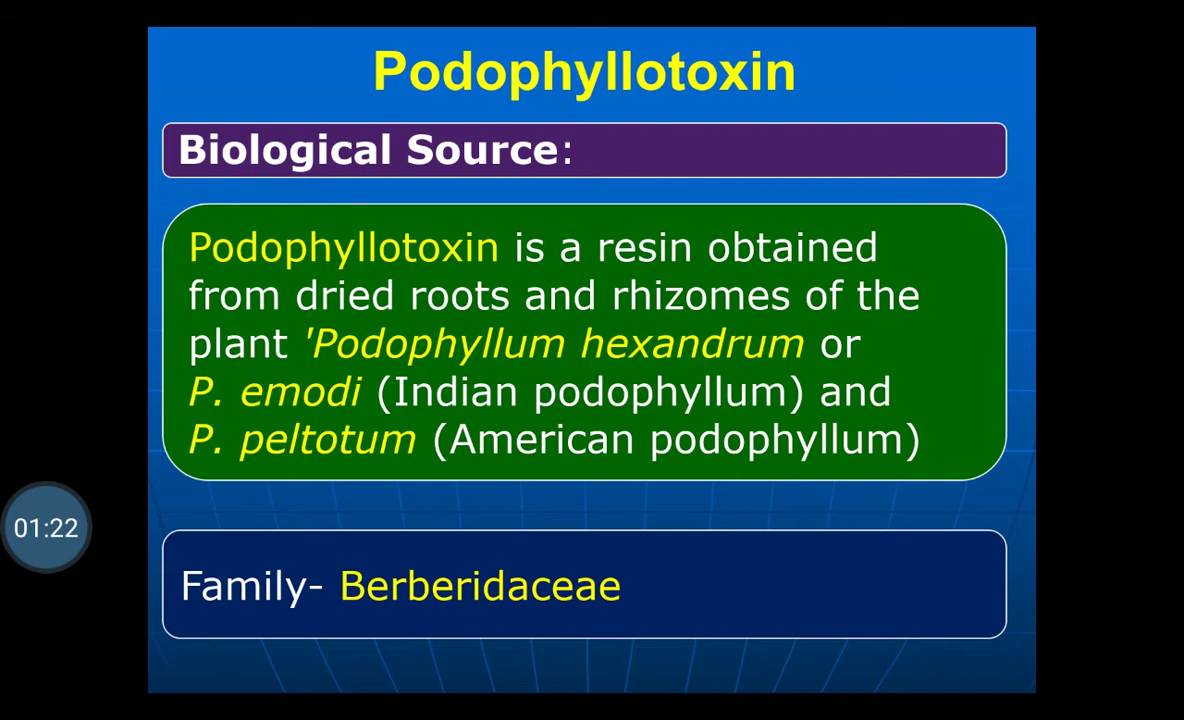 Podophyllotoxin
Biological Source:
Podophyllotoxin is a resin obtained
from dried roots and rhizomes of the
plant 'Podophyllum hexandrum or
P. emodi (Indian podophyllum) and
P. peltotum (American podophyllum)
01:22
Family- Berberidaceae